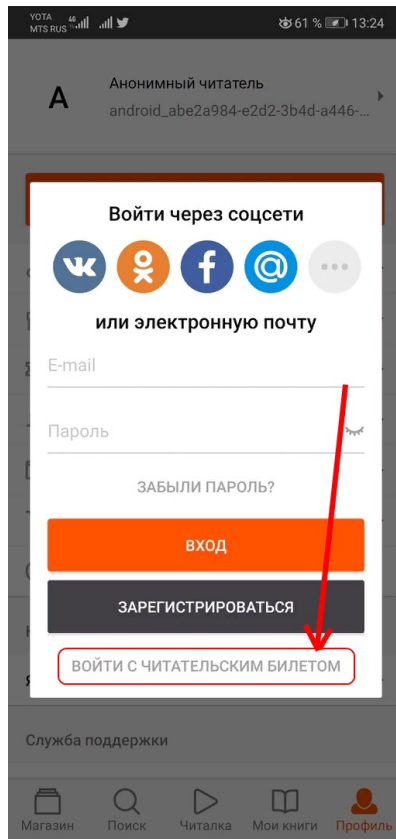 YOTA
MTS RUS 4G 61 % 13:24
А Анонимный читатель
android_abe2a984-e2d2-3b4d-a446-...
Войти через соцсети
или электронную почту
E-mail
Пароль
ЗАБЫЛИ ПАРОЛЬ?
ВХОД
ЗАРЕГИСТРИРОВАТЬСЯ
ВОЙТИ С ЧИТАТЕЛЬСКИМ БИЛЕТОМ
Служба поддержки
Магазин Поиск Читалка Мои книги Профиль